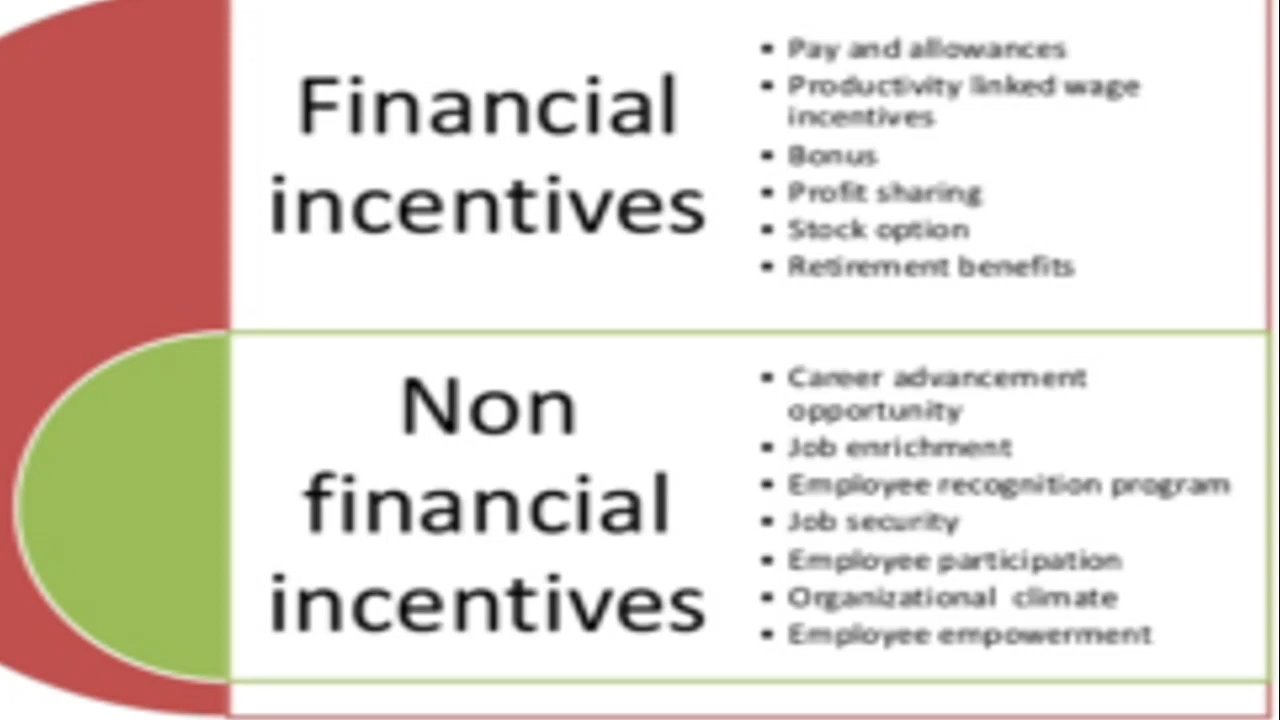 Financial
incentives
▪ Pay and allowances
▪ Productivity linked wage
incentives
▪ Bonus
▪ Profit sharing
▪ Stock option
▪ Retirement benefits
Non
financial
incentives
▪ Career advancement
opportunity
▪ Job enrichment
▪ Employee recognition program
▪ Job security
▪ Employee participation
▪ Organizational climate
▪ Employee empowerment